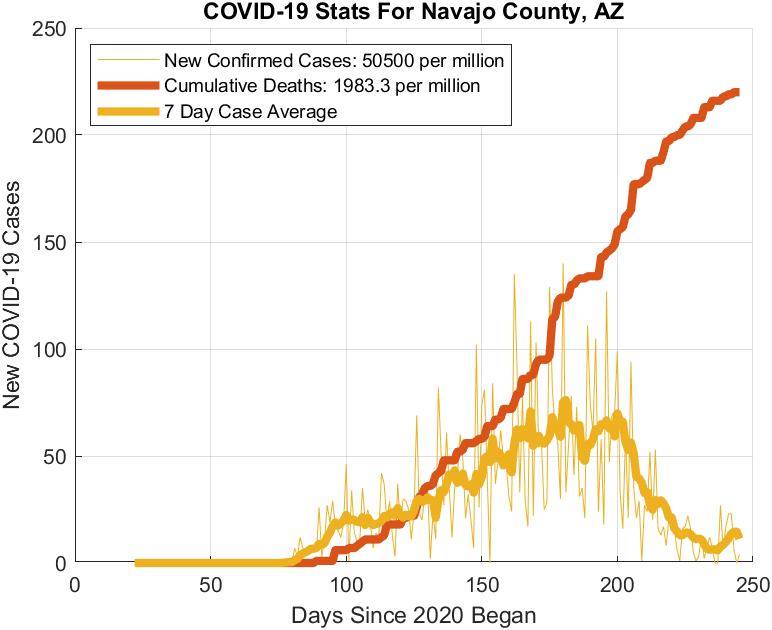 COVID-19 Stats For Navajo County, AZ
250
New Confirmed Cases: 50500 per million
Cumulative Deaths: 1983.3 per million
7 Day Case Average
200
150
100
50
0
New COVID-19 Cases
0 50 100 150 200 250
Days Since 2020 Began